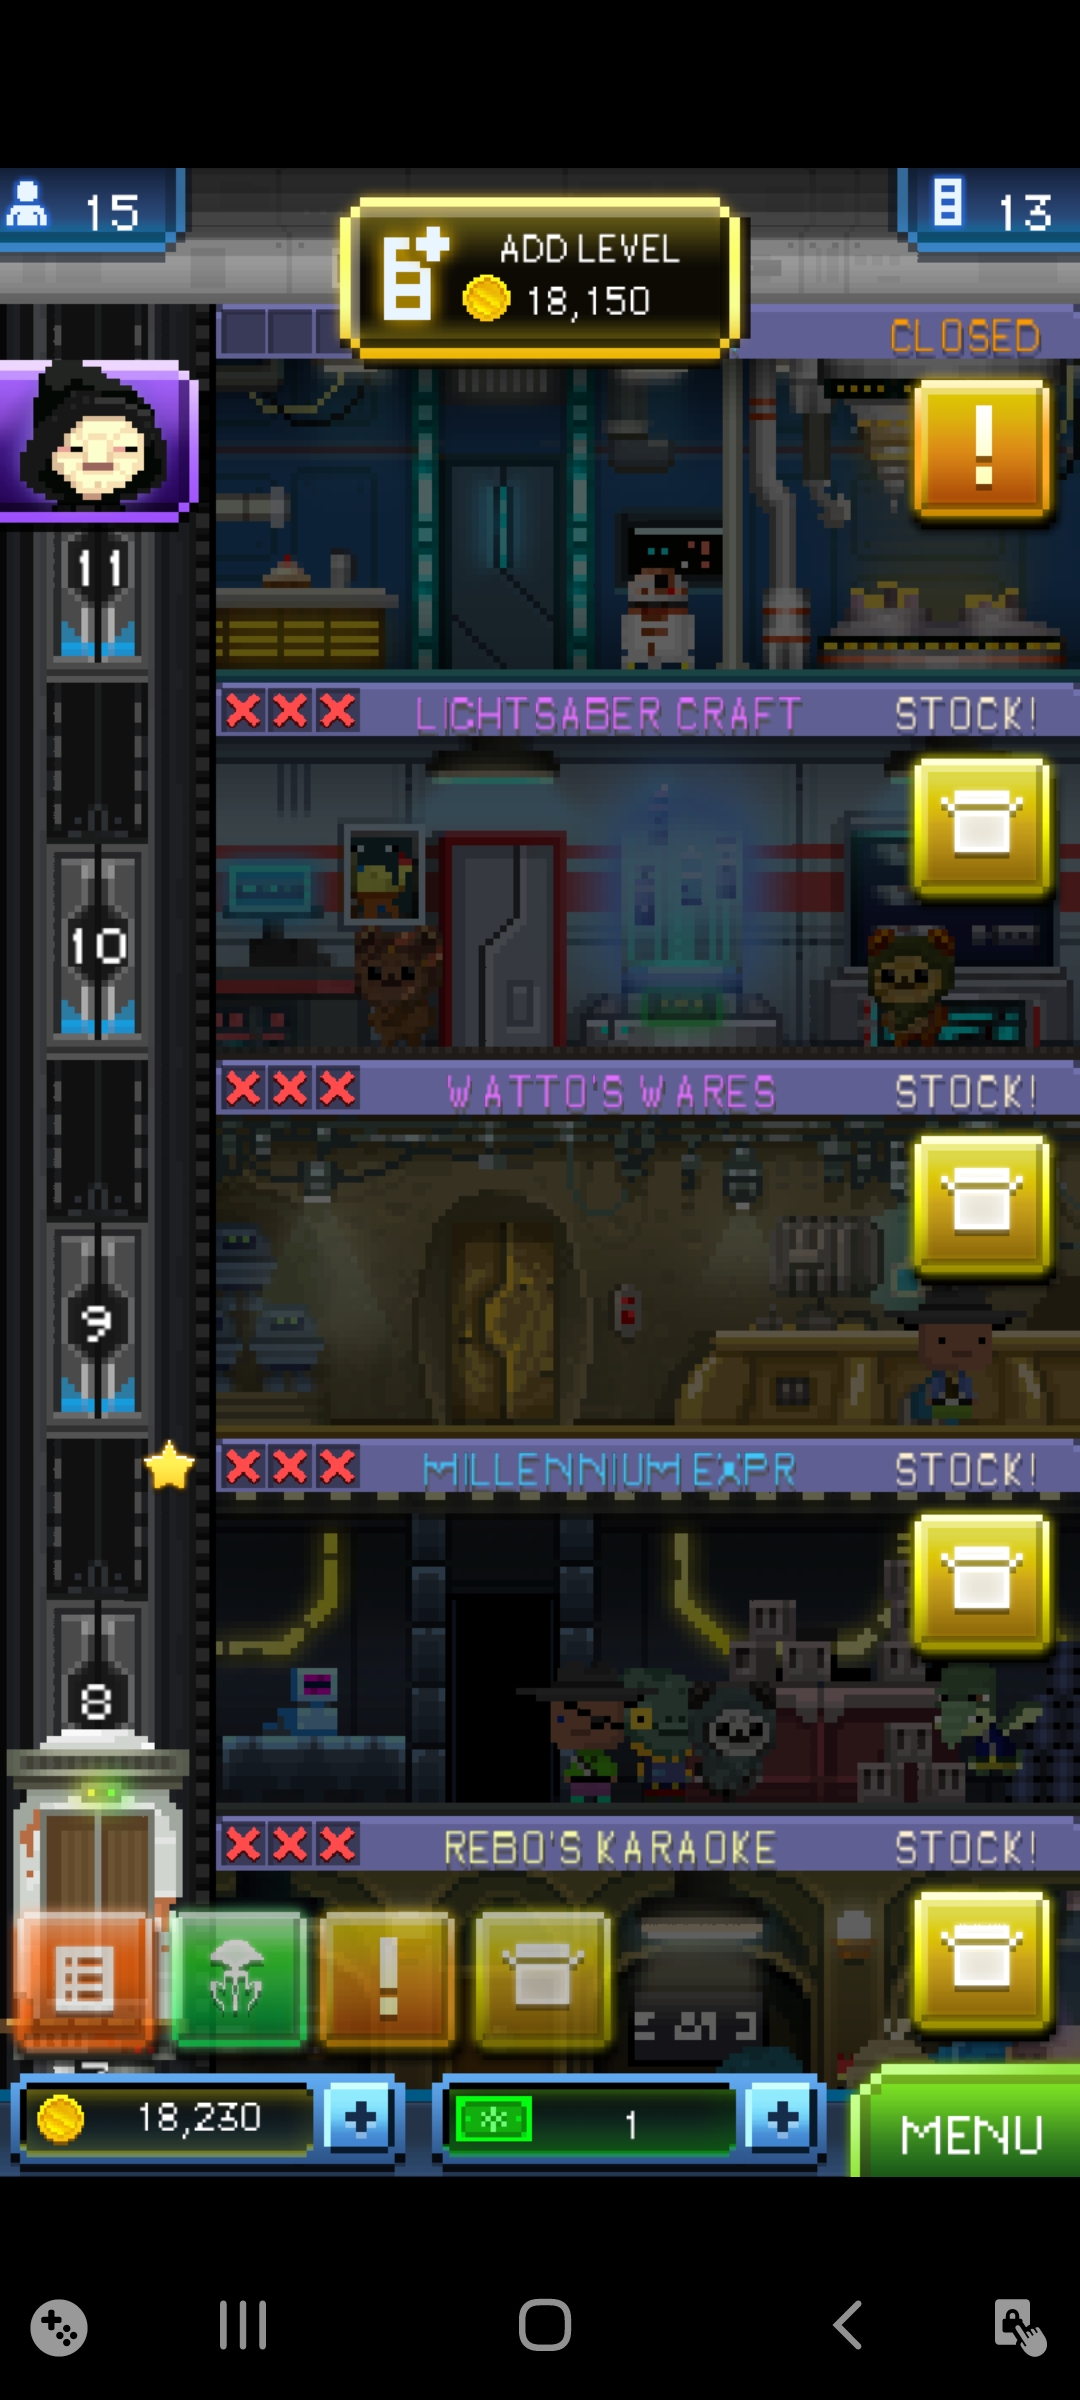 15
ADD LEVEL
18,150
13
CLOSED
11
LIGHTSABER CRAFT
STOCK!
10
WATTO'S WARES
STOCK!
9
MILLENNIUM EXPR
STOCK!
8
REBO'S KARAOKE
STOCK!
18,230
1
MENU